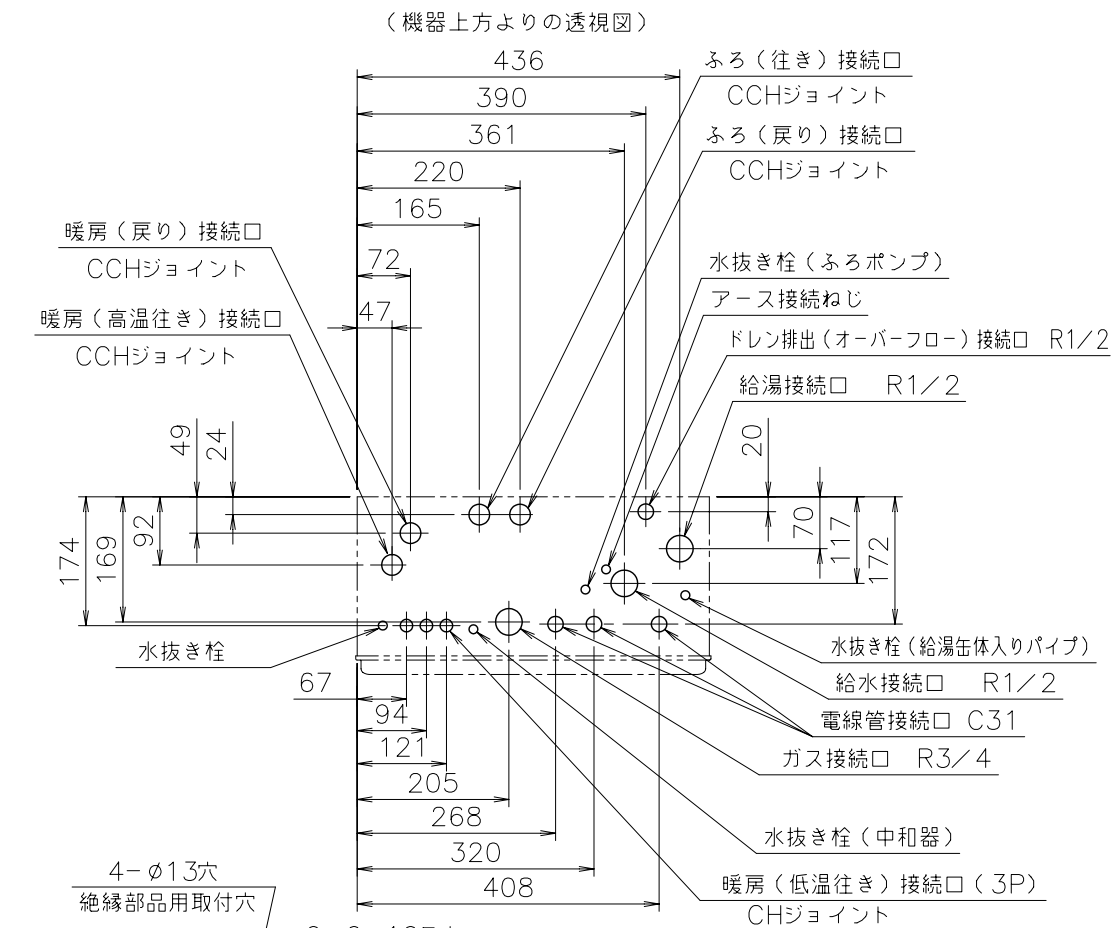 （機器上方よりの透視図）
436
ふろ（往き）接続口
CCHジョイント
390
ふろ（戻り）接続口
CCHジョイント
361
220
165
暖房（戻り）接続口
CCHジョイント
72
水抜き栓（ふろポンプ）
47
アース接続ねじ
暖房（高温往き）接続口
CCHジョイント
ドレン排出（オーバーフロー）接続口 R1/2
給湯接続口 R1/2
49
24
20
174
169
92
70
117
172
水抜き栓
水抜き栓（給湯缶体入りパイプ）
67
給水接続口 R1/2
94
電線管接続口 C31
121
ガス接続口 R3/4
205
268
水抜き栓（中和器）
320
4-φ13穴
絶縁部品用取付穴
408
暖房（低温往き）接続口（3P）
CHジョイント